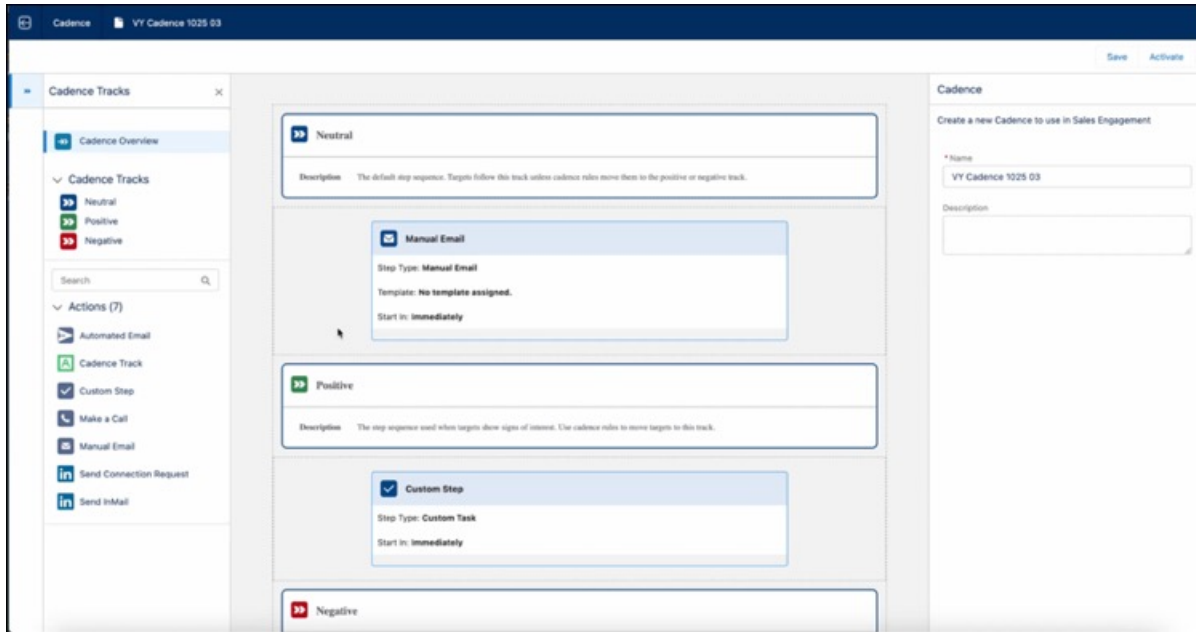 Cadence
VY Cadence 1025 03
Save
Activate
Cadence Tracks
Cadence Overview
Cadence Tracks
Neutral
Positive
Negative
Search
Actions (7)
Automated Email
Cadence Track
Custom Step
Make a Call
Manual Email
Send Connection Request
Send InMail
Neutral
Description The default step sequence. Targets follow this track unless cadence rules move them to the positive or negative track.
Manual Email
Step Type: Manual Email
Template: No template assigned.
Start In: Immediately
Positive
Description The step sequence used when targets show signs of interest. Use cadence rules to move targets to this track.
Custom Step
Step Type: Custom Task
Start In: Immediately
Negative
Cadence
Create a new Cadence to use in Sales Engagement
*Name
VY Cadence 1025 03
Description